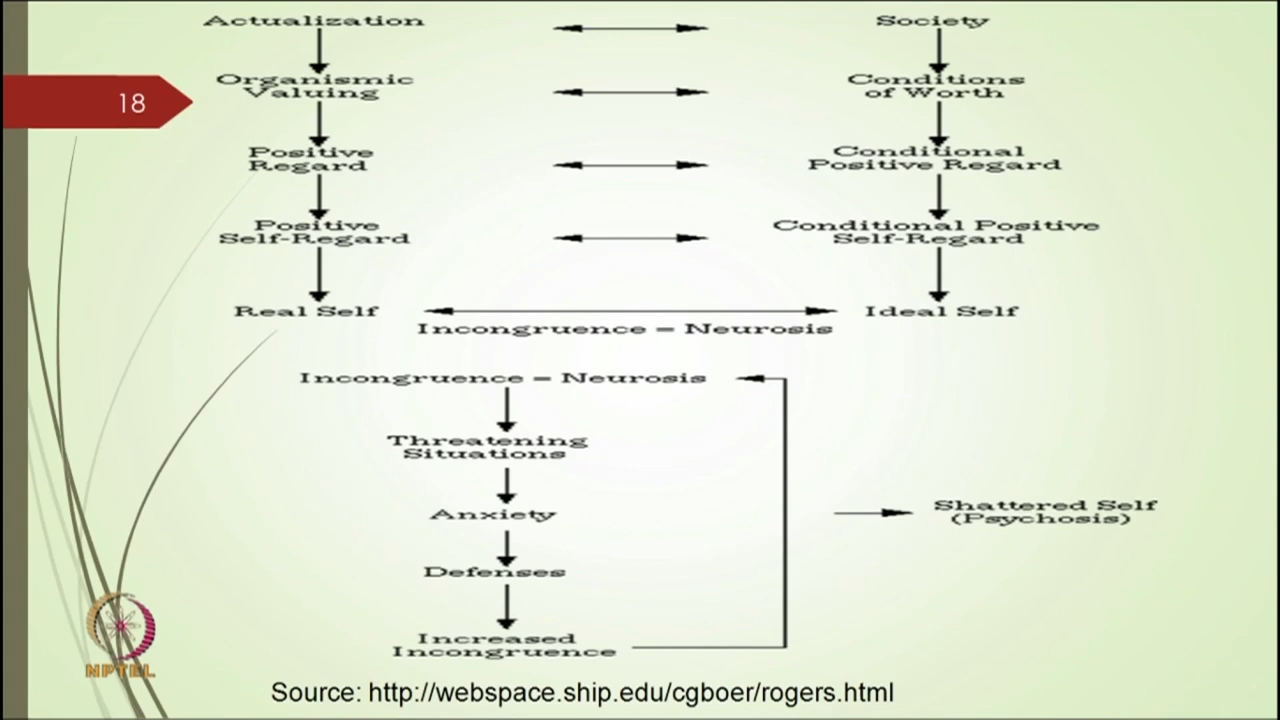 Actualization
Society
18
Organismic
Valuing
Conditions
of Worth
Positive
Regard
Conditional
Positive Regard
Positive
Self-Regard
Conditional Positive
Self-Regard
Real Self
Ideal Self
Incongruence = Neurosis
Incongruence = Neurosis
Threatening
Situations
Anxiety
Shattered Self
(Psychosis)
Defenses
Increased
Incongruence
NPTEL
Source: http://webspace.ship.edu/cgboer/rogers.html